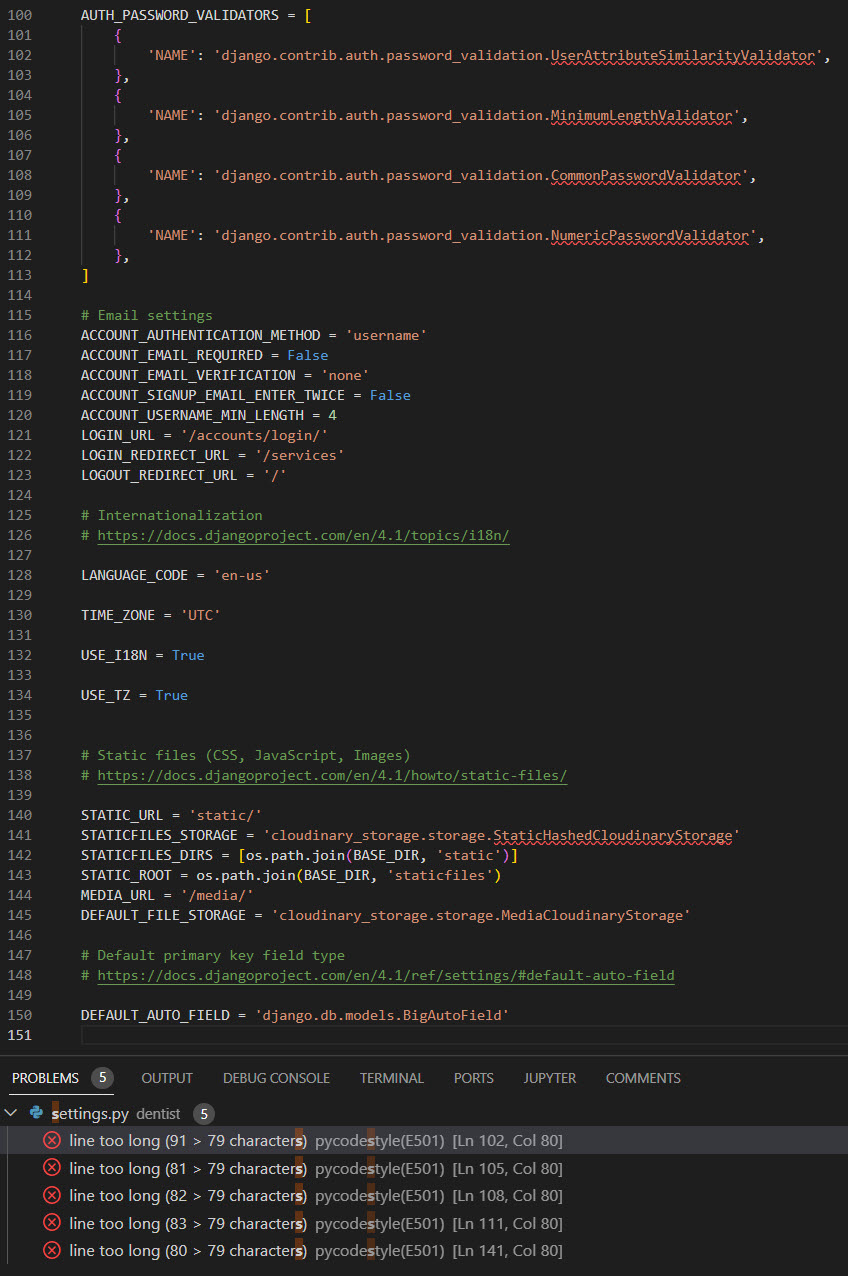 100 AUTH_PASSWORD_VALIDATORS = [
101     {
102         'NAME': 'django.contrib.auth.password_validation.UserAttributeSimilarityValidator',
103     },
104     {
105         'NAME': 'django.contrib.auth.password_validation.MinimumLengthValidator',
106     },
107     {
108         'NAME': 'django.contrib.auth.password_validation.CommonPasswordValidator',
109     },
110     {
111         'NAME': 'django.contrib.auth.password_validation.NumericPasswordValidator',
112     },
113 ]
114
115 # Email settings
116 ACCOUNT_AUTHENTICATION_METHOD = 'username'
117 ACCOUNT_EMAIL_REQUIRED = False
118 ACCOUNT_EMAIL_VERIFICATION = 'none'
119 ACCOUNT_SIGNUP_EMAIL_ENTER_TWICE = False
120 ACCOUNT_USERNAME_MIN_LENGTH = 4
121 LOGIN_URL = '/accounts/login/'
122 LOGIN_REDIRECT_URL = '/services'
123 LOGOUT_REDIRECT_URL = '/'
124
125 # Internationalization
126 # https://docs.djangoproject.com/en/4.1/topics/i18n/
127
128 LANGUAGE_CODE = 'en-us'
129
130 TIME_ZONE = 'UTC'
131
132 USE_I18N = True
133
134 USE_TZ = True
135
136
137 # Static files (CSS, JavaScript, Images)
138 # https://docs.djangoproject.com/en/4.1/howto/static-files/
139
140 STATIC_URL = 'static/'
141 STATICFILES_STORAGE = 'cloudinary_storage.storage.StaticHashedCloudinaryStorage'
142 STATICFILES_DIRS = [os.path.join(BASE_DIR, 'static')]
143 STATIC_ROOT = os.path.join(BASE_DIR, 'staticfiles')
144 MEDIA_URL = '/media/'
145 DEFAULT_FILE_STORAGE = 'cloudinary_storage.storage.MediaCloudinaryStorage'
146
147 # Default primary key field type
148 # https://docs.djangoproject.com/en/4.1/ref/settings/#default-auto-field
149
150 DEFAULT_AUTO_FIELD = 'django.db.models.BigAutoField'
151
PROBLEMS 5 OUTPUT DEBUG CONSOLE TERMINAL PORTS JUPYTER COMMENTS
settings.py dentist 5
line too long (91 > 79 characters) pycodestyle(E501) [Ln 102, Col 80]
line too long (81 > 79 characters) pycodestyle(E501) [Ln 105, Col 80]
line too long (82 > 79 characters) pycodestyle(E501) [Ln 108, Col 80]
line too long (83 > 79 characters) pycodestyle(E501) [Ln 111, Col 80]
line too long (80 > 79 characters) pycodestyle(E501) [Ln 141, Col 80]